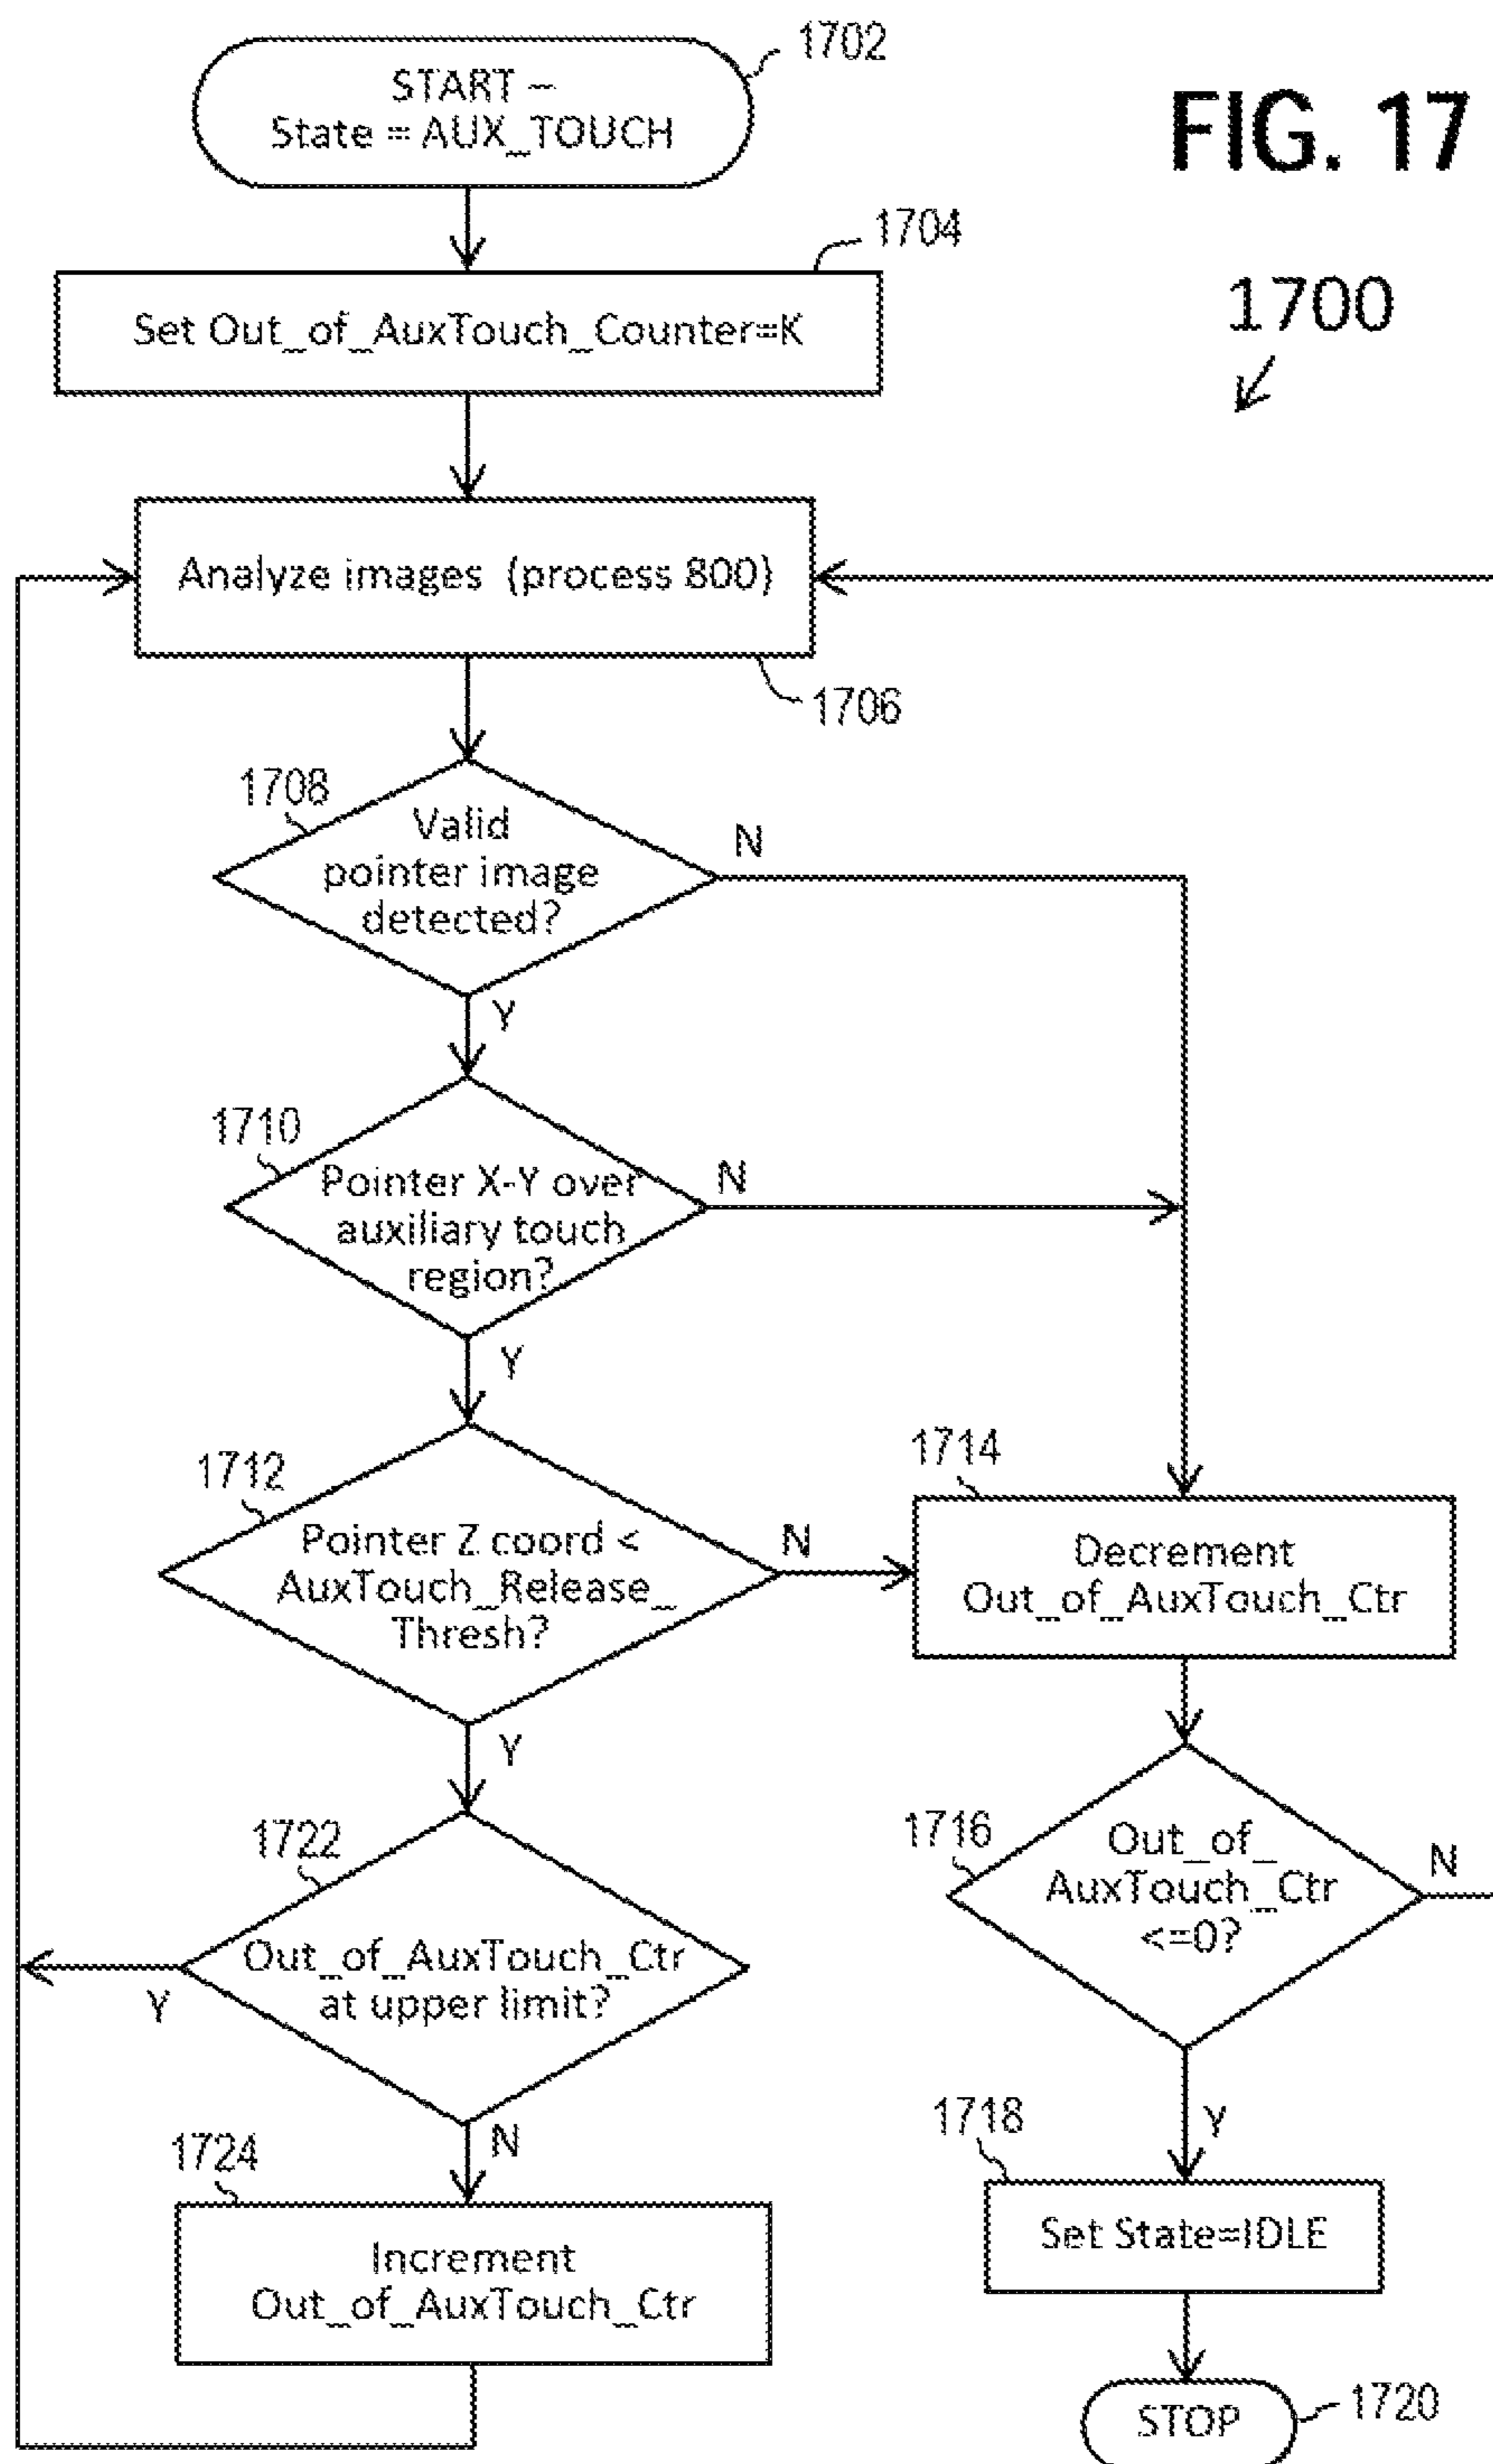 1702
START –
State = AUX_TOUCH
FIG. 17
1704
Set Out_of_AuxTouch_Counter=K
1700
Analyze images (process 800)
1706
1708
Valid
pointer image
detected?
N
Y
1710
Pointer X-Y over
auxiliary touch
region?
N
Y
1712
Pointer Z coord <
AuxTouch_Release_
Thresh?
N
Y
1714
Decrement
Out_of_AuxTouch_Ctr
1716
Out_of_
AuxTouch_Ctr
<=0?
N
Y
1722
Out_of_AuxTouch_Ctr
at upper limit?
Y
N
1718
Set State=IDLE
1724
Increment
Out_of_AuxTouch_Ctr
STOP
1720